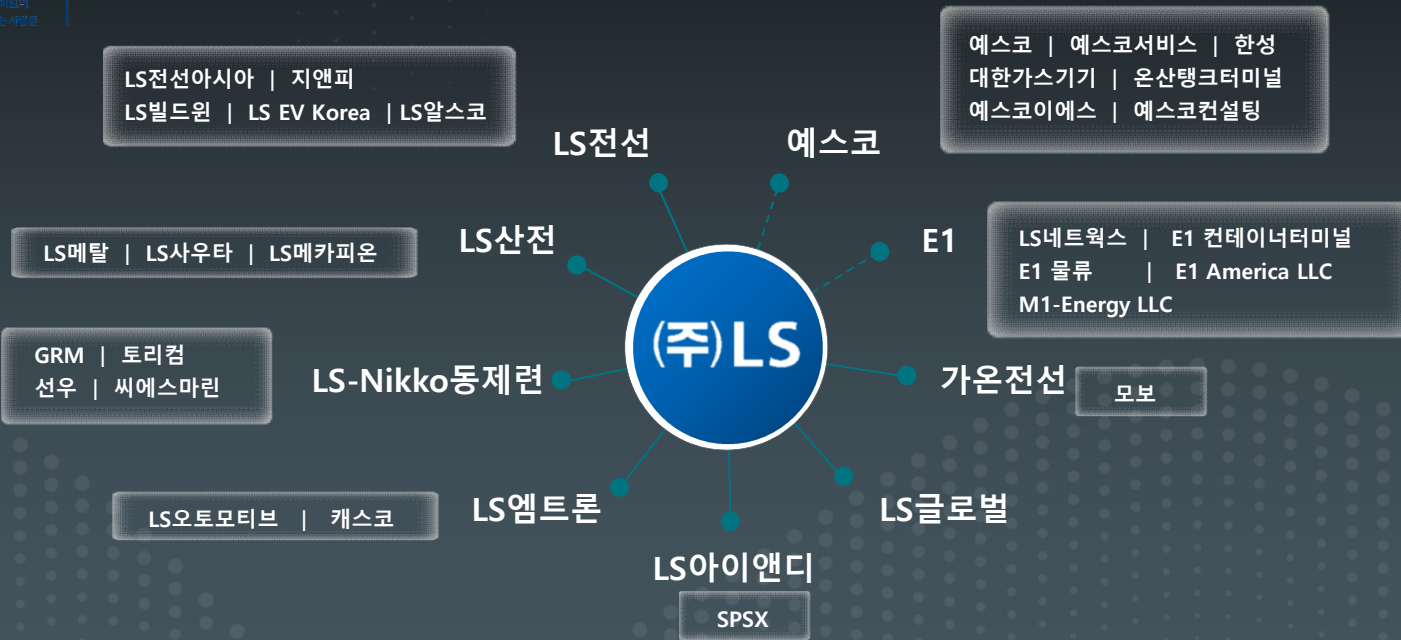 LS전선아시아 | 지앤피
LS빌드윈 | LS EV Korea | LS알스코
예스코 | 예스코서비스 | 한성
대한가스기기 | 온산탱크터미널
예스코이에스 | 예스코컨설팅
LS전선
예스코
LS메탈 | LS사우타 | LS메카피온
LS산전
E1
LS네트웍스 | E1 컨테이너터미널
E1 물류 | E1 America LLC
M1-Energy LLC
(주)LS
GRM | 토리컴
선우 | 씨에스마린
LS-Nikko동제련
가온전선
모보
LS오토모티브 | 캐스코
LS엠트론
LS글로벌
LS아이앤디
SPSX